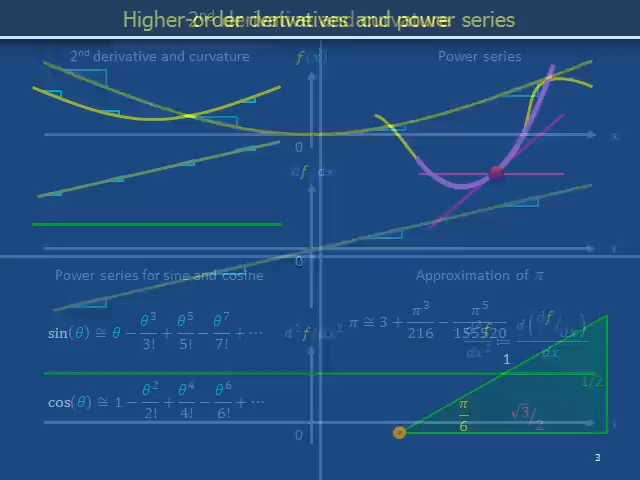 Higher-order derivatives and power series
2nd derivative and curvature
Power series
0
0
Power series for sine and cosine
Approximation of π
sin(θ) ≅ θ − θ³/3! + θ⁵/5! − θ⁷/7! + ⋯
π ≅ 3 + π³/216 − π⁵/155520
1
1/2
cos(θ) ≅ 1 − θ²/2! + θ⁴/4! − θ⁶/6! + ⋯
π/6
√3/2
0